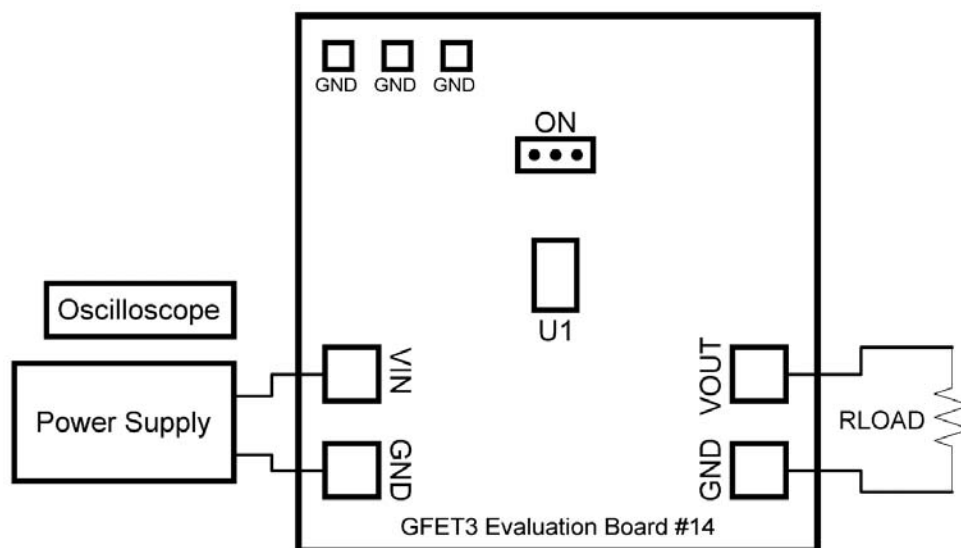 GND GND GND
ON
U1
Oscilloscope
Power Supply
VIN
GND
VOUT
GND
RLOAD
GFET3 Evaluation Board #14